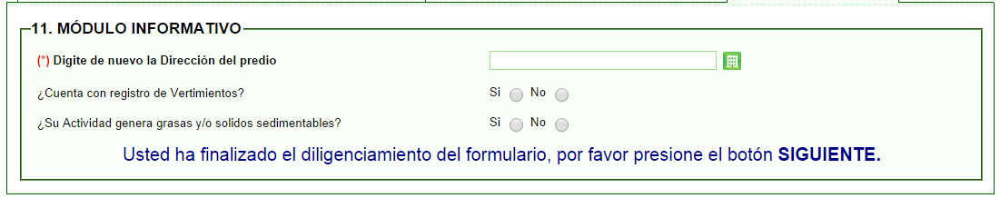 11. MÓDULO INFORMATIVO
(*) Digite de nuevo la Dirección del predio
¿Cuenta con registro de Vertimientos? Si No
¿Su Actividad genera grasas y/o solidos sedimentables? Si No
Usted ha finalizado el diligenciamiento del formulario, por favor presione el botón SIGUIENTE.